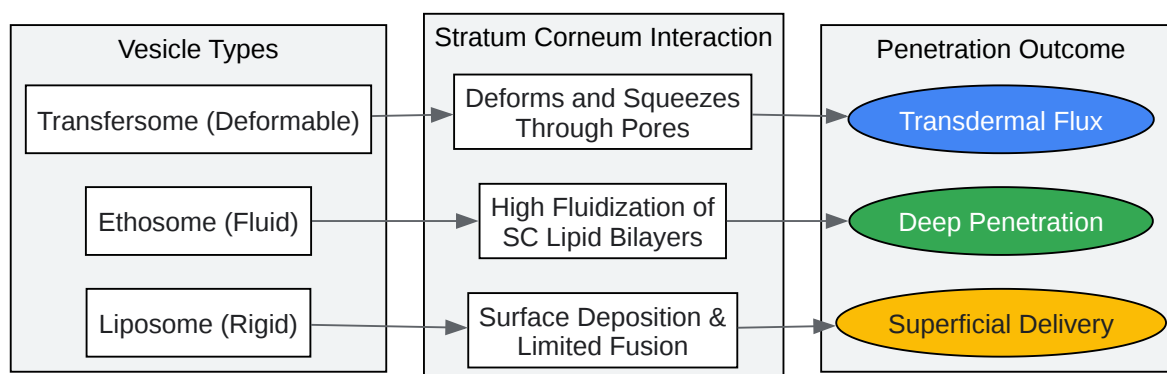 Vesicle Types
Transfersome (Deformable)
Ethosome (Fluid)
Liposome (Rigid)
Stratum Corneum Interaction
Deforms and Squeezes
Through Pores
High Fluidization of
SC Lipid Bilayers
Surface Deposition &
Limited Fusion
Penetration Outcome
Transdermal Flux
Deep Penetration
Superficial Delivery